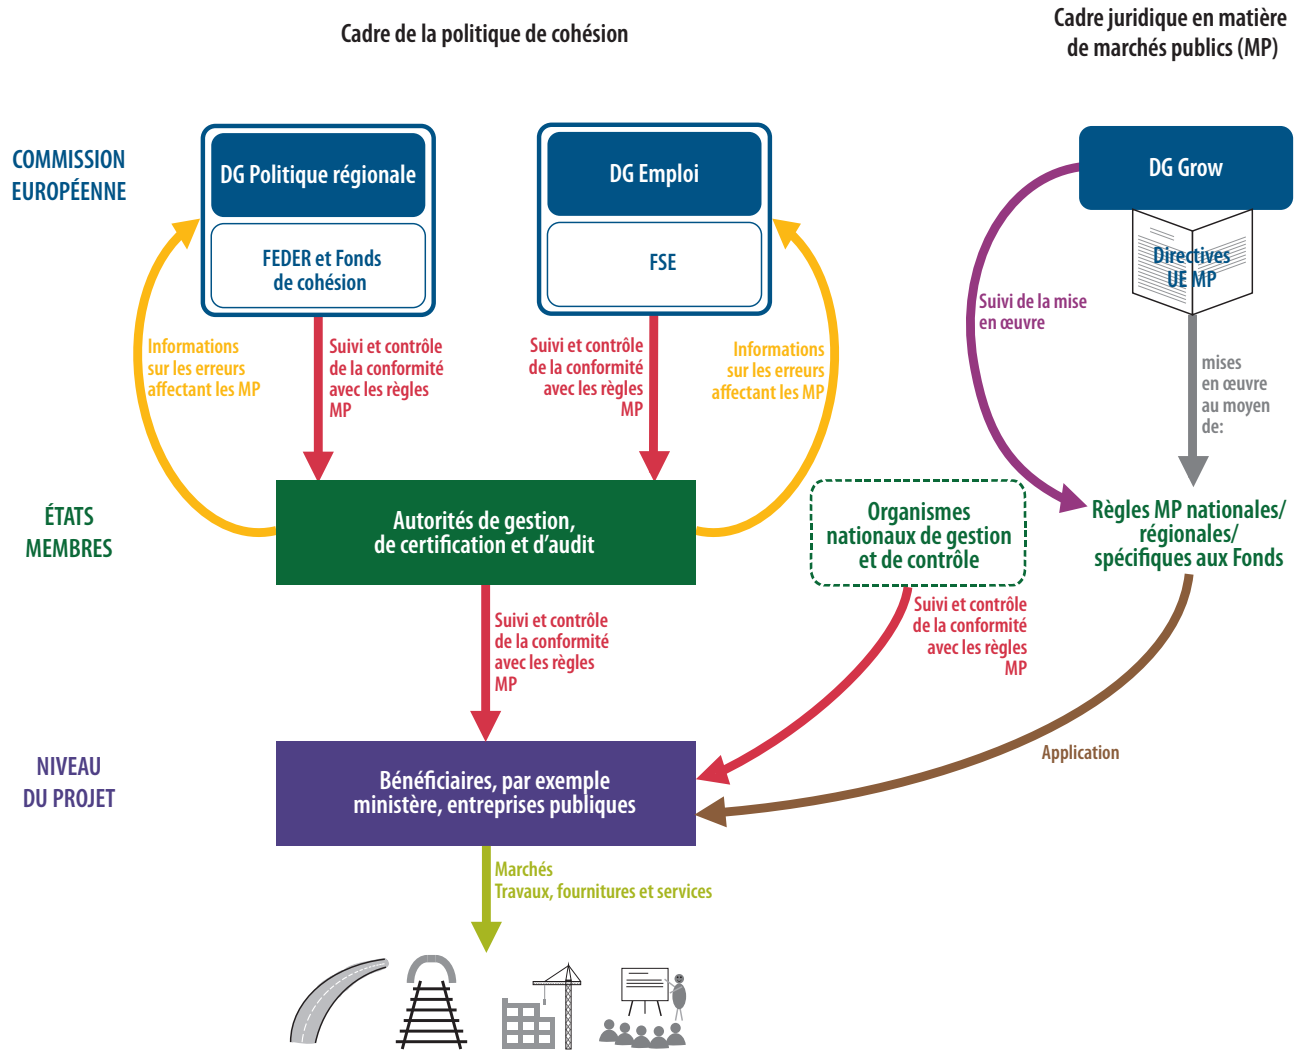 Cadre de la politique de cohésion
Cadre juridique en matière
de marchés publics (MP)
COMMISSION
EUROPÉENNE
DG Politique régionale
FEDER et Fonds
de cohésion
DG Emploi
FSE
DG Grow
Directives
UE MP
Informations
sur les erreurs
affectant les MP
Suivi et contrôle
de la conformité
avec les règles
MP
Suivi et contrôle
de la conformité
avec les règles
MP
Informations
sur les erreurs
affectant les MP
Suivi de la mise
en œuvre
mises
en œuvre
au moyen
de:
ÉTATS
MEMBRES
Autorités de gestion,
de certification et d’audit
Organismes
nationaux de gestion
et de contrôle
Règles MP nationales/
régionales/
spécifiques aux Fonds
Suivi et contrôle
de la conformité
avec les règles
MP
Suivi et contrôle
de la conformité
avec les règles
MP
Application
NIVEAU
DU PROJET
Bénéficiaires, par exemple
ministère, entreprises publiques
Marchés
Travaux, fournitures et services